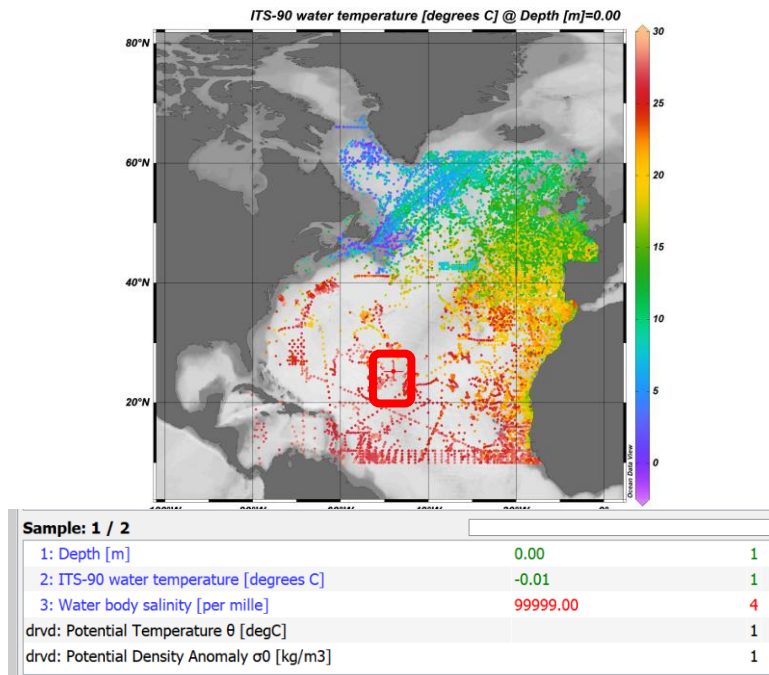 ITS-90 water temperature [degrees C] @ Depth [m]=0.00
80°N
60°N
40°N
20°N
30
25
20
15
10
5
0
Ocean Data View
Sample: 1 / 2
1: Depth [m] 0.00 1
2: ITS-90 water temperature [degrees C] -0.01 1
3: Water body salinity [per mille] 99999.00 4
drvd: Potential Temperature θ [degC] 1
drvd: Potential Density Anomaly σ0 [kg/m3] 1